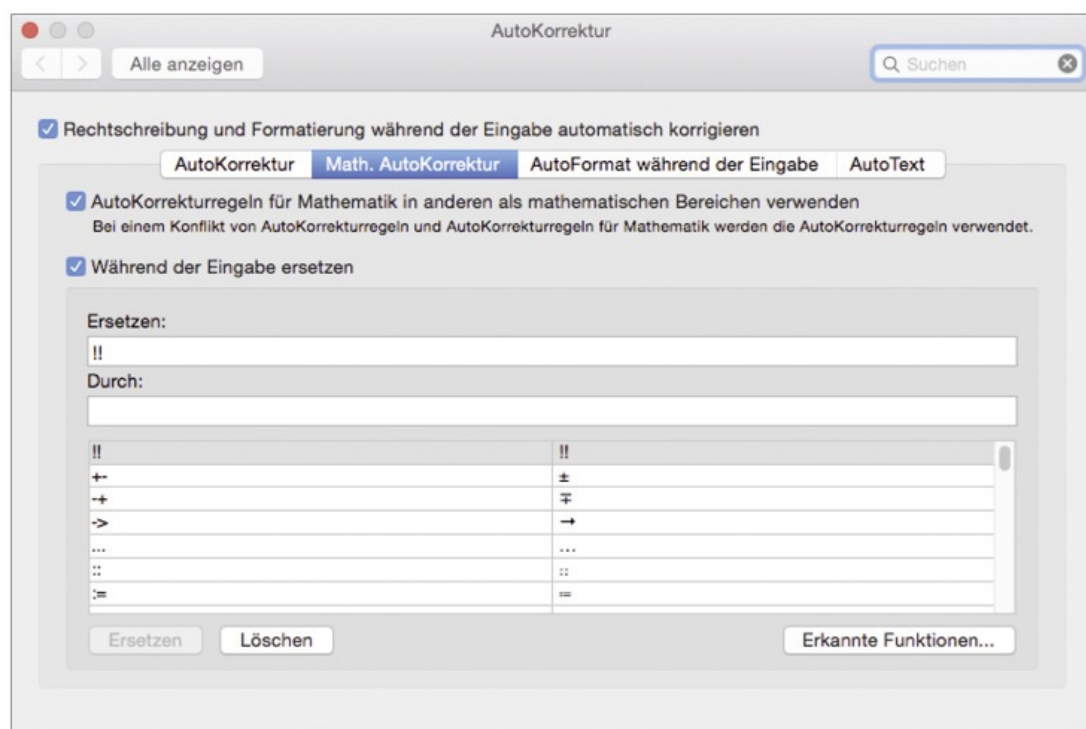 AutoKorrektur
Alle anzeigen
Suchen
Rechtschreibung und Formatierung während der Eingabe automatisch korrigieren
AutoKorrektur Math. AutoKorrektur AutoFormat während der Eingabe AutoText
AutoKorrekturregeln für Mathematik in anderen als mathematischen Bereichen verwenden
Bei einem Konflikt von AutoKorrekturregeln und AutoKorrekturregeln für Mathematik werden die AutoKorrekturregeln verwendet.
Während der Eingabe ersetzen
Ersetzen:
!!
Durch:
!! ‼
+- ±
-+ ∓
-> →
... …
:: ∷
:= ≔
Ersetzen Löschen Erkannte Funktionen...